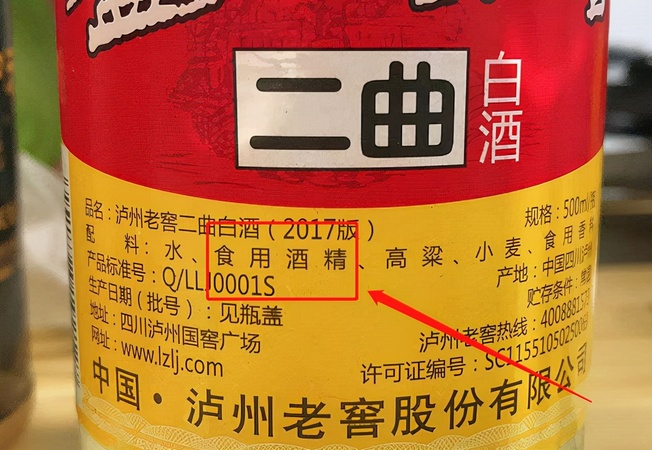 二曲
白酒
品名：泸州老窖二曲白酒（2017版）
规格：500ml/瓶
配 料：水、食用酒精、高粱、小麦、食用香料
产品标准号：Q/LLJ0001S
产地：中国四川泸州
生产日期（批号）：见瓶盖
贮存条件：
地址：四川泸州国窖广场
泸州老窖热线：400888157
网址：www.lzlj.com
许可证编号：SC115510502500
中国·泸州老窖股份有限公司